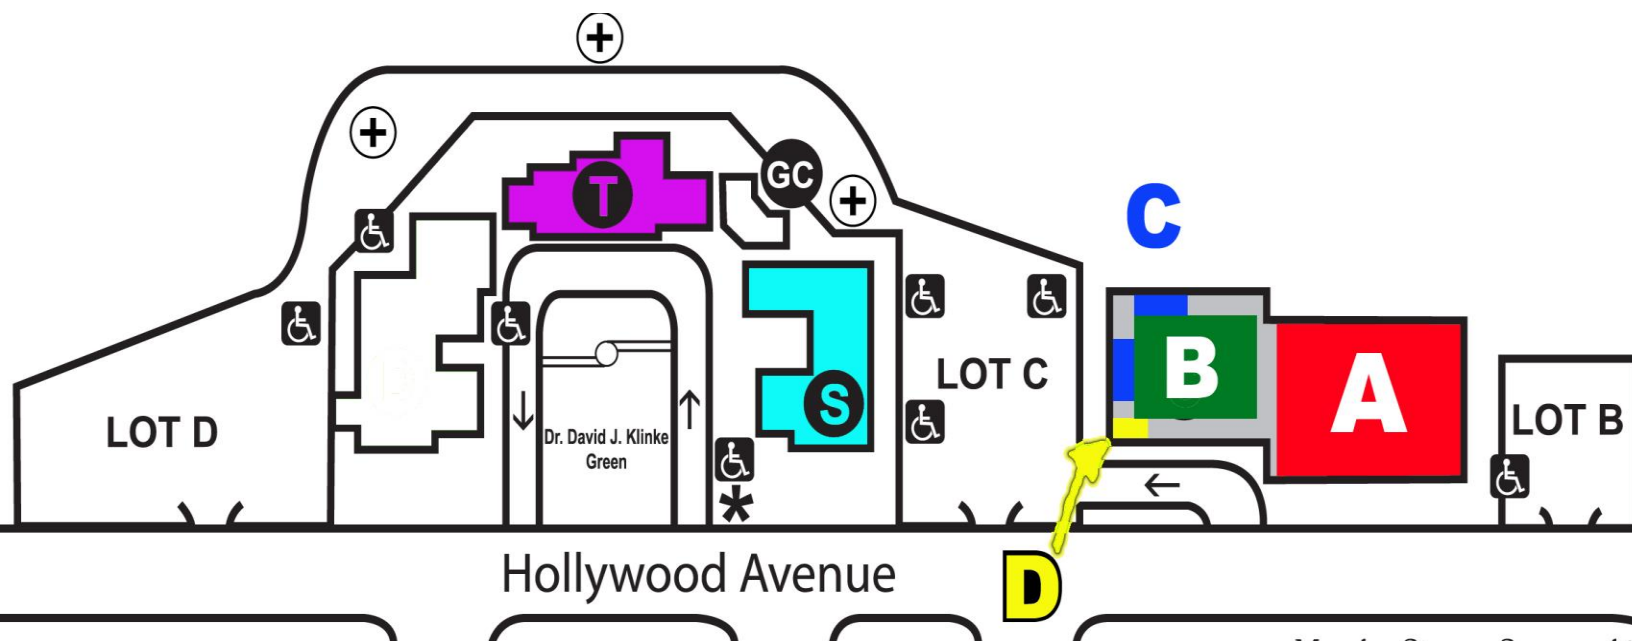 T
GC
C
LOT D
Dr. David J. Klinke
Green
S
LOT C
B
A
LOT B
*
Hollywood Avenue
D